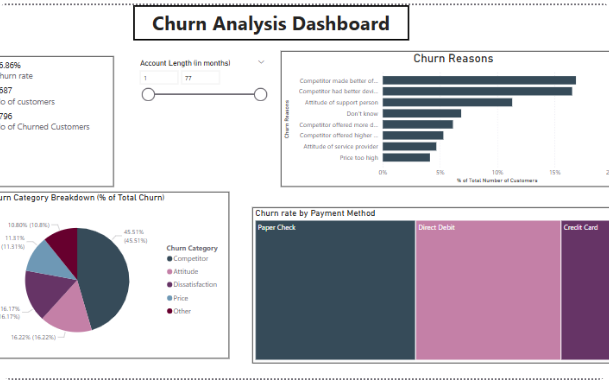 Churn Analysis Dashboard
5.86%
hurn rate
687
o of customers
796
o of Churned Customers
Account Length (in months)
1
77
Churn Reasons
Churn Reasons
Competitor made better of...
Competitor had better devi...
Attitude of support person
Don't know
Competitor offered more d...
Competitor offered higher ...
Attitude of service provider
Price too high
0%
5%
10%
15%
% of Total Number of Customers
urn Category Breakdown (% of Total Churn)
10.80% (10.8%)
11.31%
(11.31%)
16.17%
16.17%)
16.22% (16.22%)
45.51%
(45.51%)
Churn Category
Competitor
Attitude
Dissatisfaction
Price
Other
Churn rate by Payment Method
Paper Check
Direct Debit
Credit Card